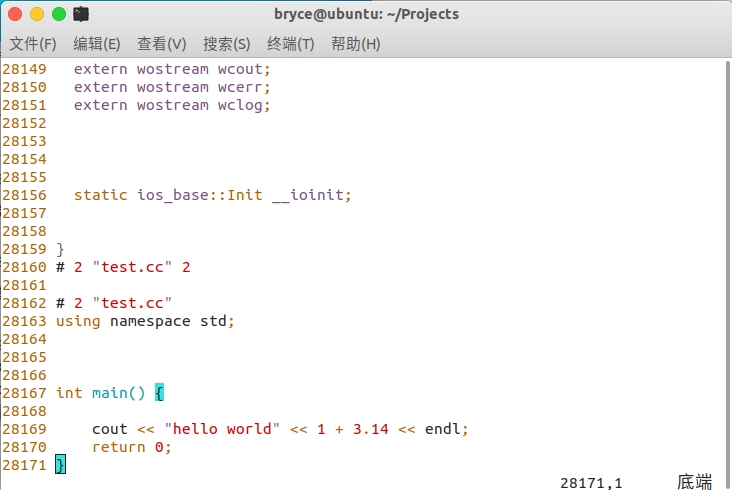 bryce@ubuntu: ~/Projects
文件(F) 编辑(E) 查看(V) 搜索(S) 终端(T) 帮助(H)
28149   extern wostream wcout;
28150   extern wostream wcerr;
28151   extern wostream wclog;
28152
28153
28154
28155
28156   static ios_base::Init __ioinit;
28157
28158
28159 }
28160 # 2 "test.cc" 2
28161
28162 # 2 "test.cc"
28163 using namespace std;
28164
28165
28166
28167 int main() {
28168
28169     cout << "hello world" << 1 + 3.14 << endl;
28170     return 0;
28171 }
28171,1 底端